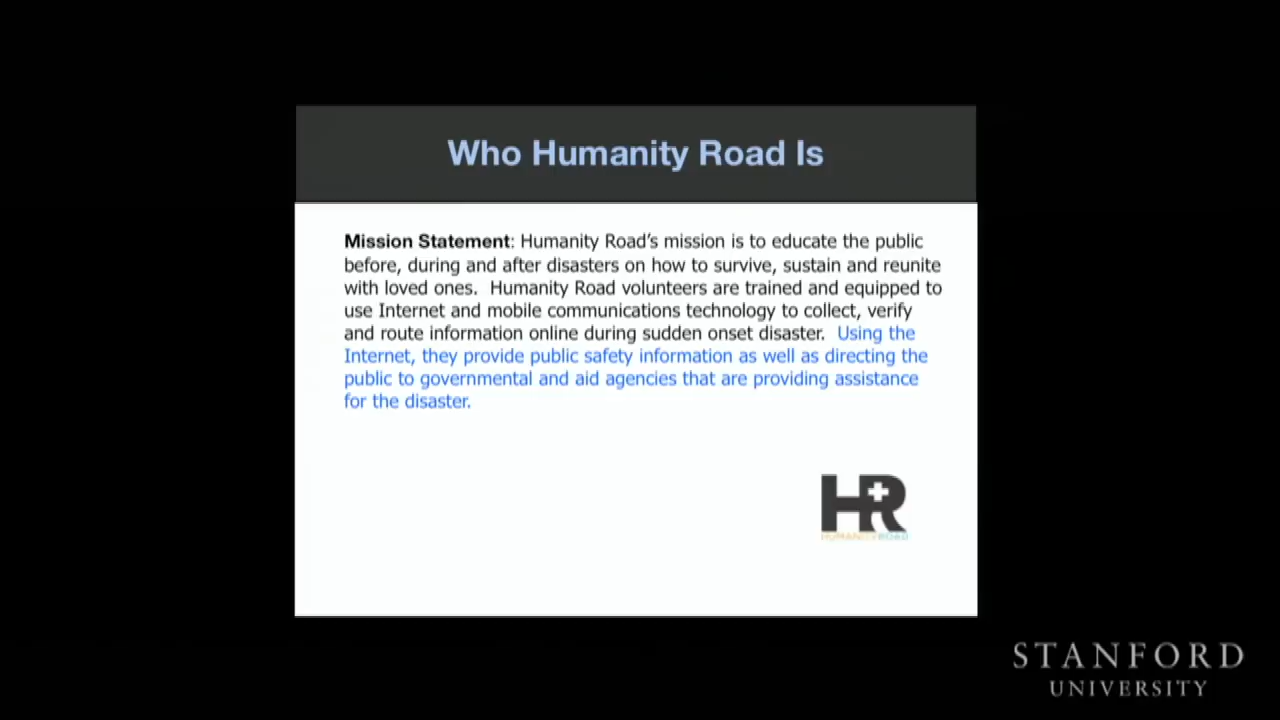 Who Humanity Road Is
Mission Statement: Humanity Road's mission is to educate the public
before, during and after disasters on how to survive, sustain and reunite
with loved ones. Humanity Road volunteers are trained and equipped to
use Internet and mobile communications technology to collect, verify
and route information online during sudden onset disaster. Using the
Internet, they provide public safety information as well as directing the
public to governmental and aid agencies that are providing assistance
for the disaster.
HR
HUMANITYROAD
STANFORD
UNIVERSITY